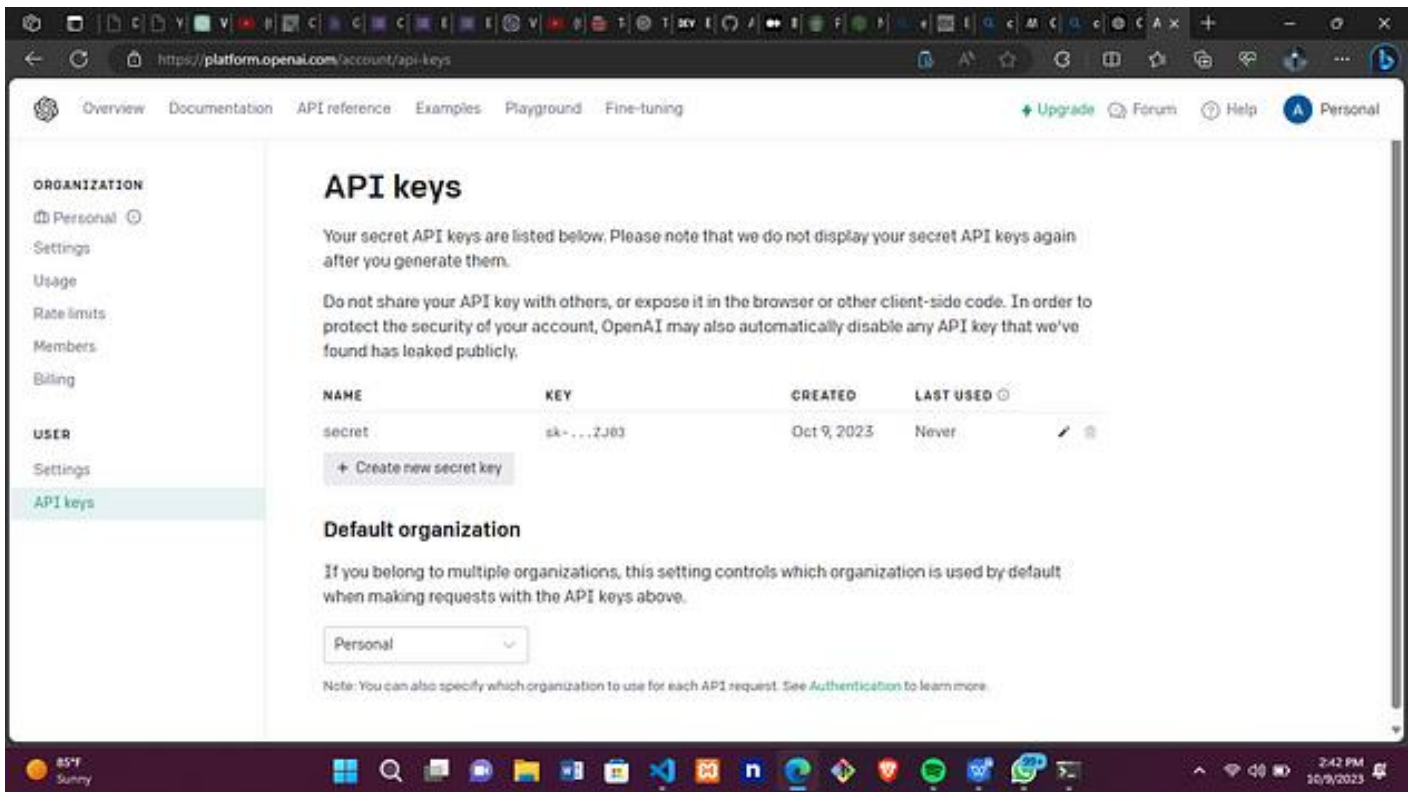 https://platform.openai.com/account/api-keys
Overview Documentation API reference Examples Playground Fine-tuning Upgrade Forum Help A Personal
ORGANIZATION
Personal
Settings
Usage
Rate limits
Members
Billing
USER
Settings
API keys
API keys
Your secret API keys are listed below. Please note that we do not display your secret API keys again
after you generate them.
Do not share your API key with others, or expose it in the browser or other client-side code. In order to
protect the security of your account, OpenAI may also automatically disable any API key that we've
found has leaked publicly.
NAME KEY CREATED LAST USED
secret sk-...ZJ03 Oct 9, 2023 Never
+ Create new secret key
Default organization
If you belong to multiple organizations, this setting controls which organization is used by default
when making requests with the API keys above.
Personal
Note: You can also specify which organization to use for each API request. See Authentication to learn more.
85°F
Sunny
99+
2:42 PM
10/9/2023